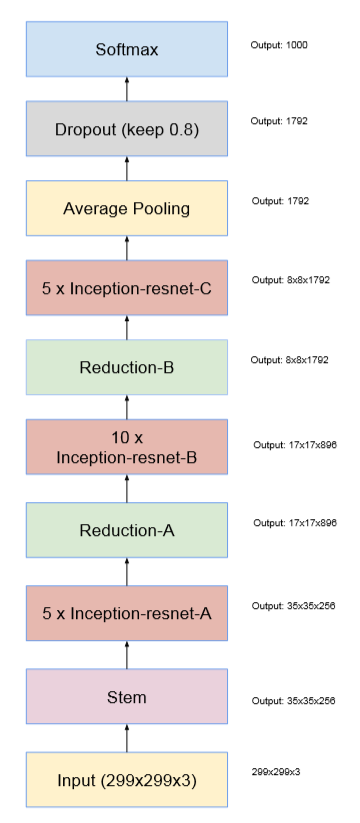 Softmax
Output: 1000
Dropout (keep 0.8)
Output: 1792
Average Pooling
Output: 1792
5 x Inception-resnet-C
Output: 8x8x1792
Reduction-B
Output: 8x8x1792
10 x
Inception-resnet-B
Output: 17x17x896
Reduction-A
Output: 17x17x896
5 x Inception-resnet-A
Output: 35x35x256
Stem
Output: 35x35x256
Input (299x299x3)
299x299x3